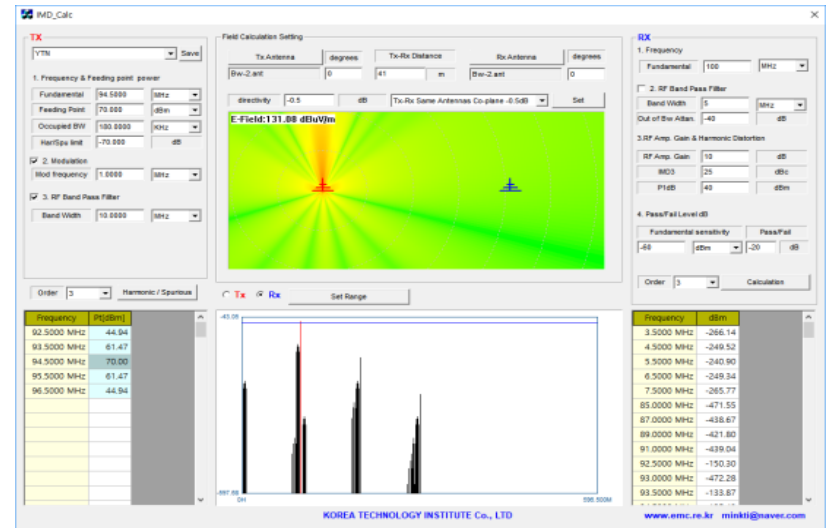 IMD_Calc
TX
YTN
Save
1. Frequency & Feeding point power
Fundamental 94.5000 MHz
Feeding Point 70.000 dBm
Occupied BW 180.0000 KHz
Har/Spu limit -70.000 dB
2. Modulation
Mod frequency 1.0000 MHz
3. RF Band Pass Filter
Band Width 10.0000 MHz
Order 3 Harmonic / Spurious
Field Calculation Setting
Tx Antenna degrees Tx-Rx Distance Rx Antenna degrees
Bw-2.ant 0 41 m Bw-2.ant 0
directivity -0.5 dB Tx-Rx Same Antennas Co-plane -0.5dB Set
E-Field:131.08 dBuV/m
Tx Rx Set Range
RX
1. Frequency
Fundamental 100 MHz
2. RF Band Pass Filter
Band Width 5 MHz
Out of Bw Attan. -40 dB
3.RF Amp. Gain & Harmonic Distortion
RF Amp. Gain 10 dB
IMD3 25 dBc
P1dB 40 dBm
4. Pass/Fail Level dB
Fundamental sensitivity Pass/Fail
-60 dBm -20 dB
Order 3 Calculation
Frequency Pt[dBm]
92.5000 MHz 44.94
93.5000 MHz 61.47
94.5000 MHz 70.00
95.5000 MHz 61.47
96.5000 MHz 44.94
0H
Frequency dBm
3.5000 MHz -266.14
4.5000 MHz -249.52
5.5000 MHz -240.90
6.5000 MHz -249.34
7.5000 MHz -265.77
85.0000 MHz -471.55
87.0000 MHz -438.67
89.0000 MHz -421.80
91.0000 MHz -439.04
92.5000 MHz -150.30
93.0000 MHz -472.28
93.5000 MHz -133.87
KOREA TECHNOLOGY INSTITUTE Co., LTD
www.emc.re.kr minkti@naver.com